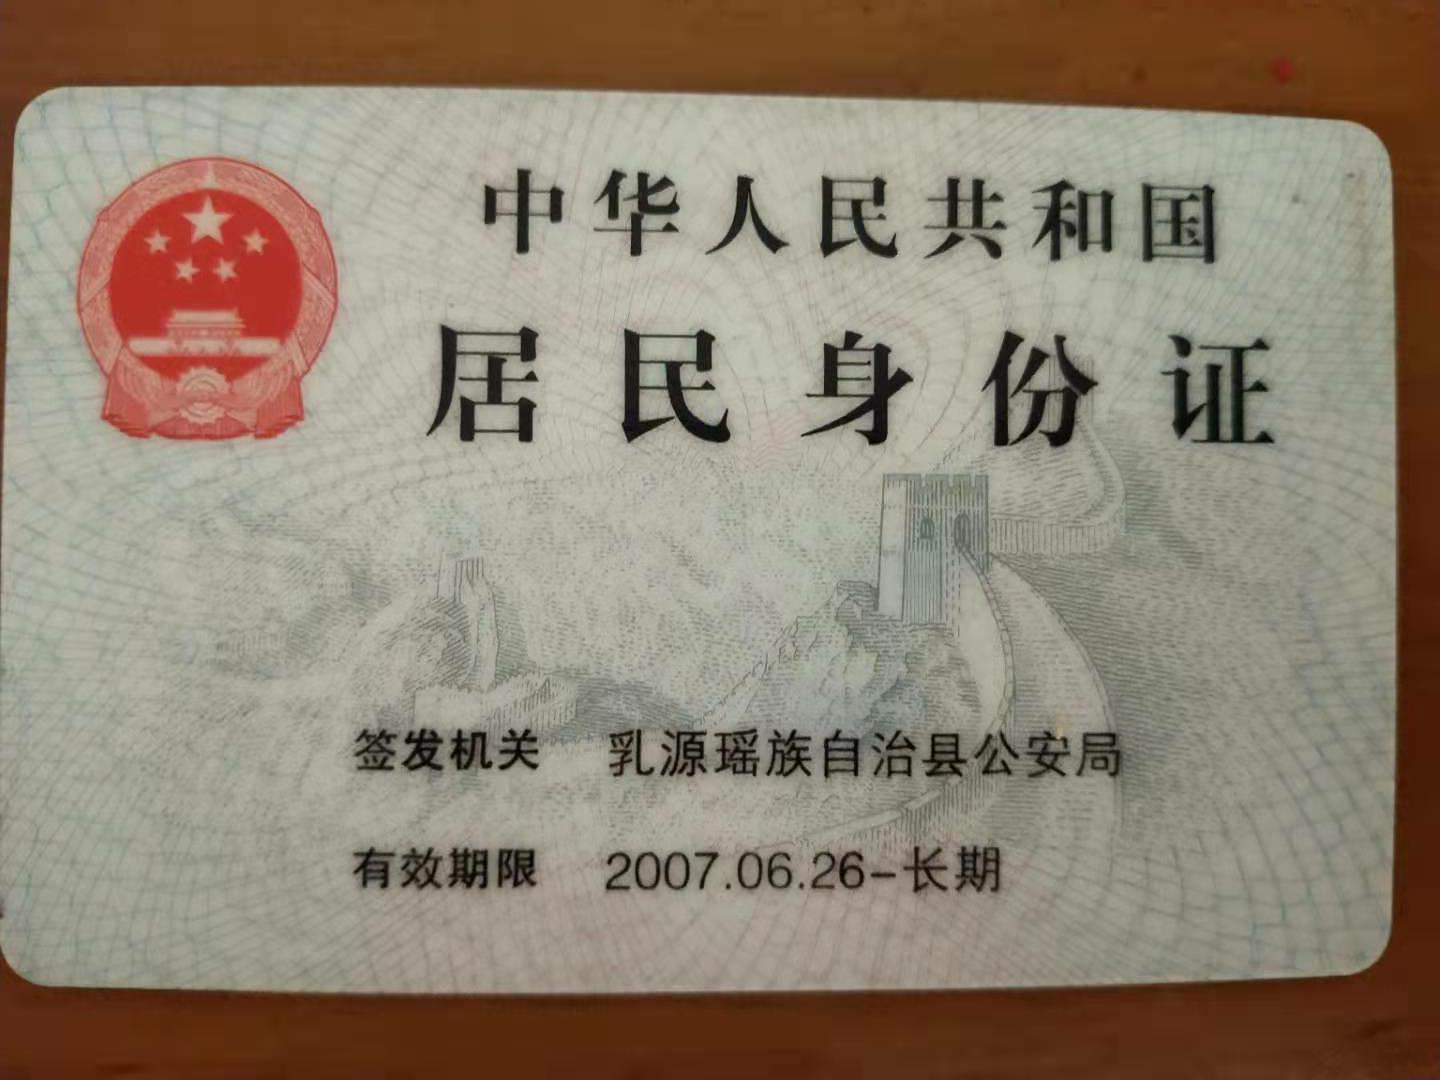 中华人民共和国
居民身份证
签发机关 乳源瑶族自治县公安局
有效期限 2007.06.26-长期